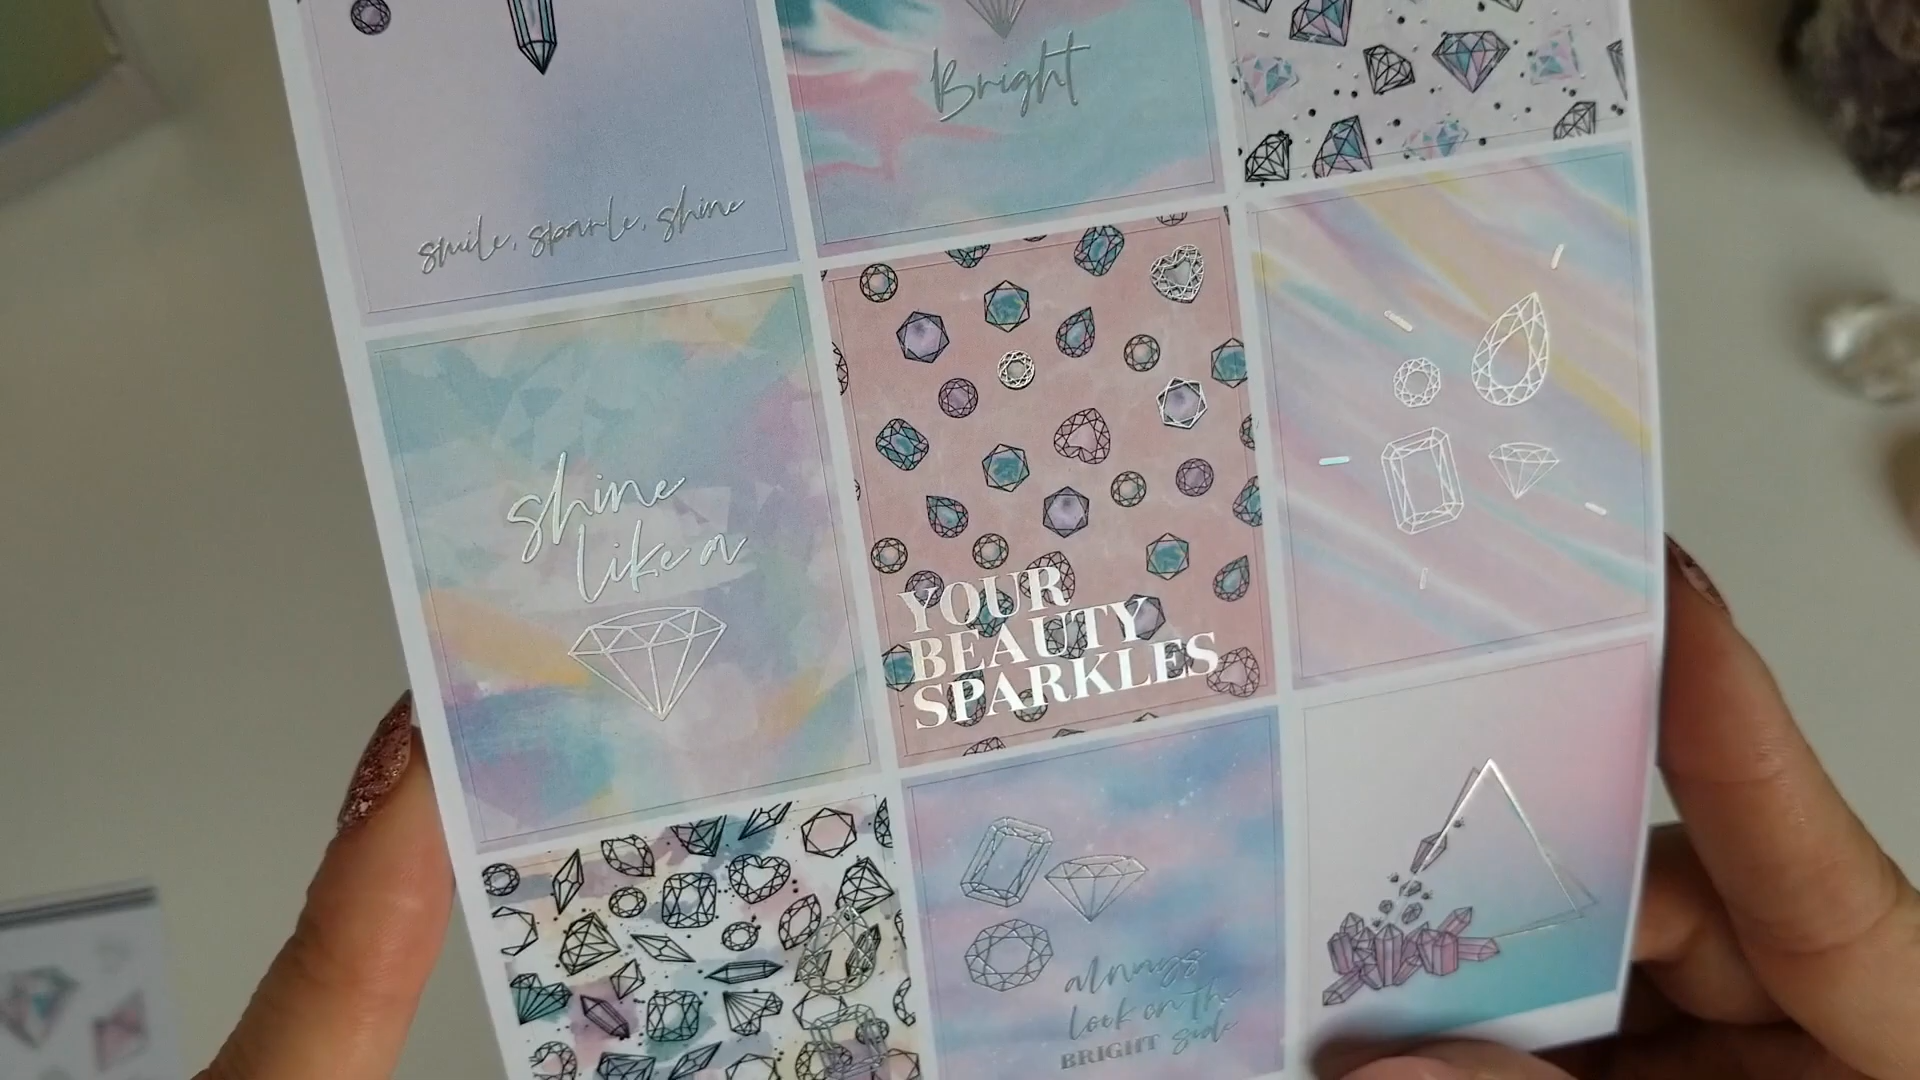 Bright
smile, sparkle, shine
shine
like a
YOUR
BEAUTY
SPARKLES
always
look on the
BRIGHT side